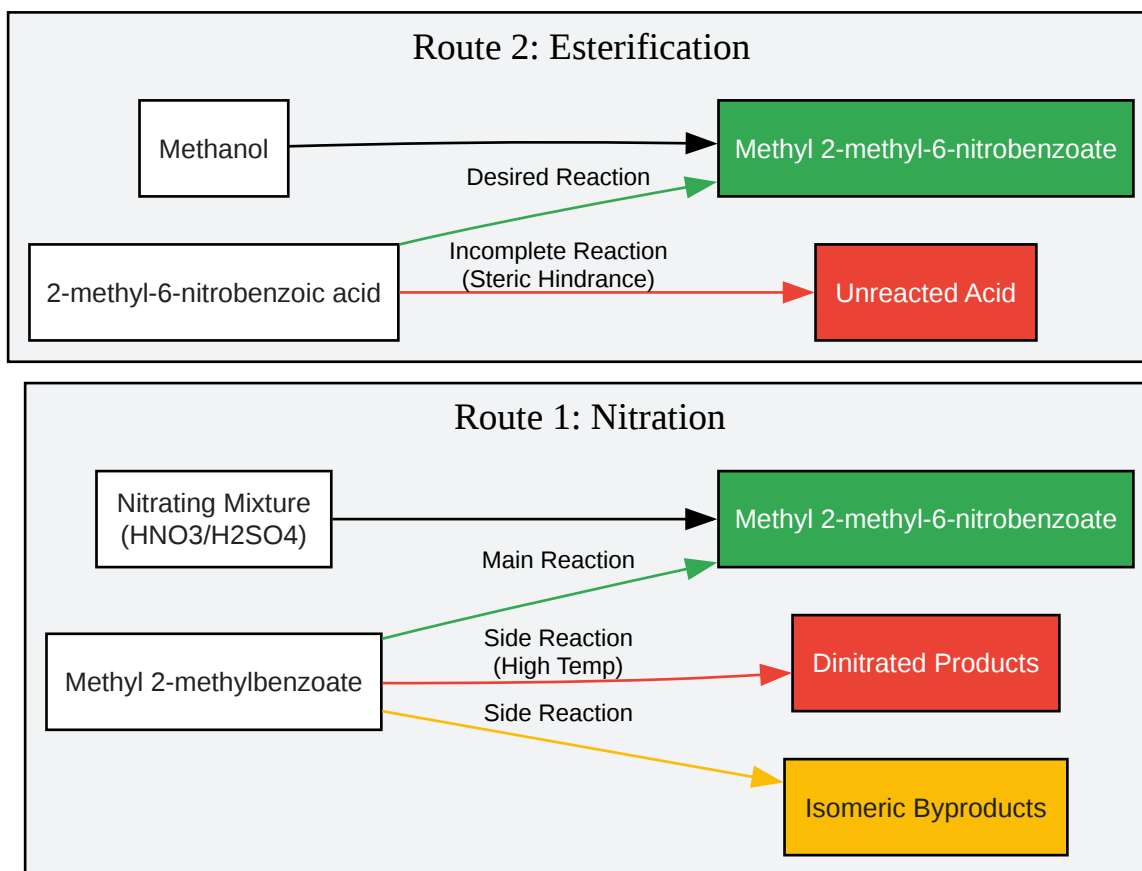 Route 2: Esterification
Methanol
Methyl 2-methyl-6-nitrobenzoate
Desired Reaction
2-methyl-6-nitrobenzoic acid
Incomplete Reaction
(Steric Hindrance)
Unreacted Acid
Route 1: Nitration
Nitrating Mixture
(HNO3/H2SO4)
Methyl 2-methyl-6-nitrobenzoate
Main Reaction
Methyl 2-methylbenzoate
Side Reaction
(High Temp)
Dinitrated Products
Side Reaction
Isomeric Byproducts